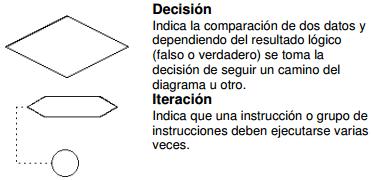 Decisión
Indica la comparación de dos datos y
dependiendo del resultado lógico
(falso o verdadero) se toma la
decisión de seguir un camino del
diagrama u otro.
Iteración
Indica que una instrucción o grupo de
instrucciones deben ejecutarse varias
veces.